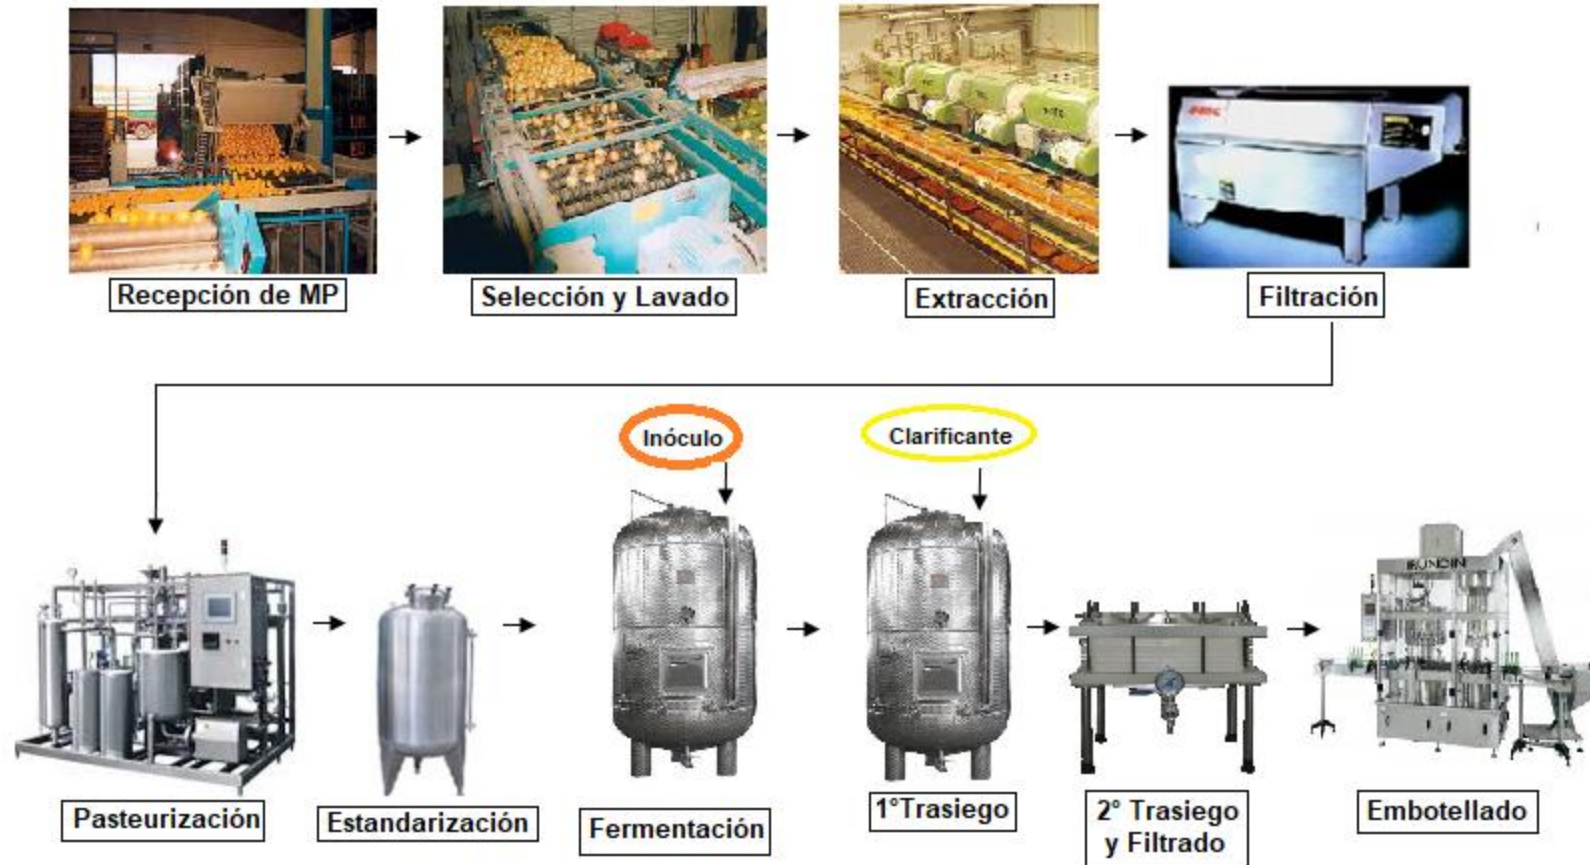 Recepción de MP
Selección y Lavado
Extracción
Filtración
Inóculo
Clarificante
Pasteurización
Estandarización
Fermentación
1°Trasiego
2° Trasiego
y Filtrado
Embotellado